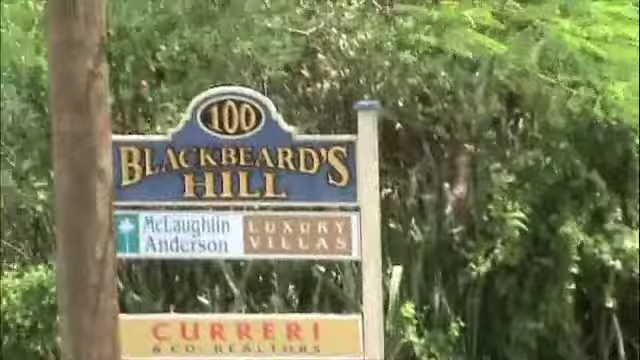 100
BLACKBEARD'S
HILL
McLaughlin
Anderson
LUXURY
VILLAS
CURRERI
& CO. REALTORS